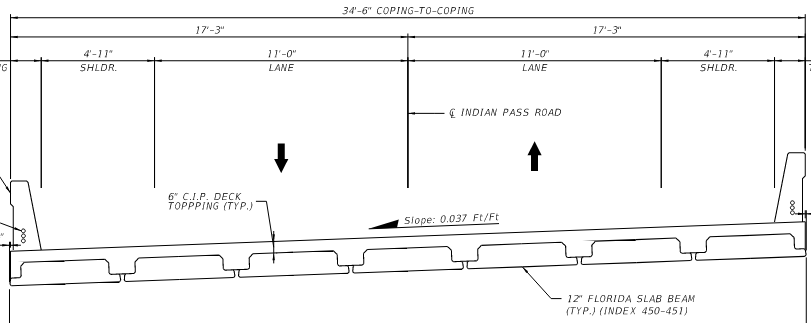 34'-6" COPING-TO-COPING
17'-3" 17'-3"
4'-11" 11'-0" 11'-0" 4'-11"
SHLDR. LANE LANE SHLDR.
℄ INDIAN PASS ROAD
6" C.I.P. DECK
TOPPPING (TYP.)
Slope: 0.037 Ft/Ft
12" FLORIDA SLAB BEAM
(TYP.) (INDEX 450-451)